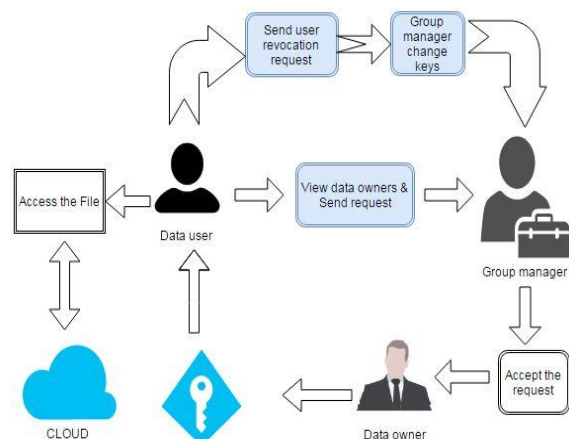 Send user
revocation
request
Group
manager
change
keys
Access the File
Data user
View data owners &
Send request
Group manager
Accept the
request
Data owner
CLOUD